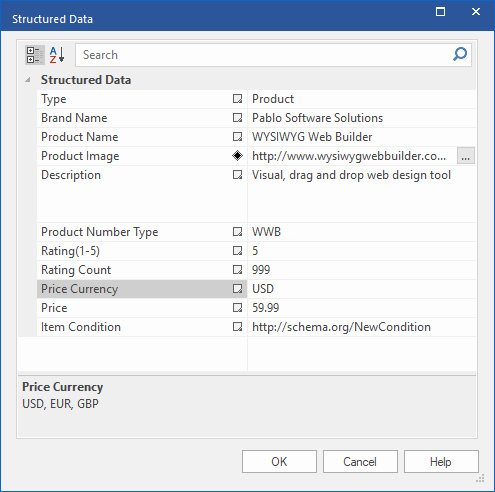 Structured Data
Search
Structured Data
Type Product
Brand Name Pablo Software Solutions
Product Name WYSIWYG Web Builder
Product Image http://www.wysiwygwebbuilder.co... ...
Description Visual, drag and drop web design tool
Product Number Type WWB
Rating(1-5) 5
Rating Count 999
Price Currency USD
Price 59.99
Item Condition http://schema.org/NewCondition
Price Currency
USD, EUR, GBP
OK Cancel Help